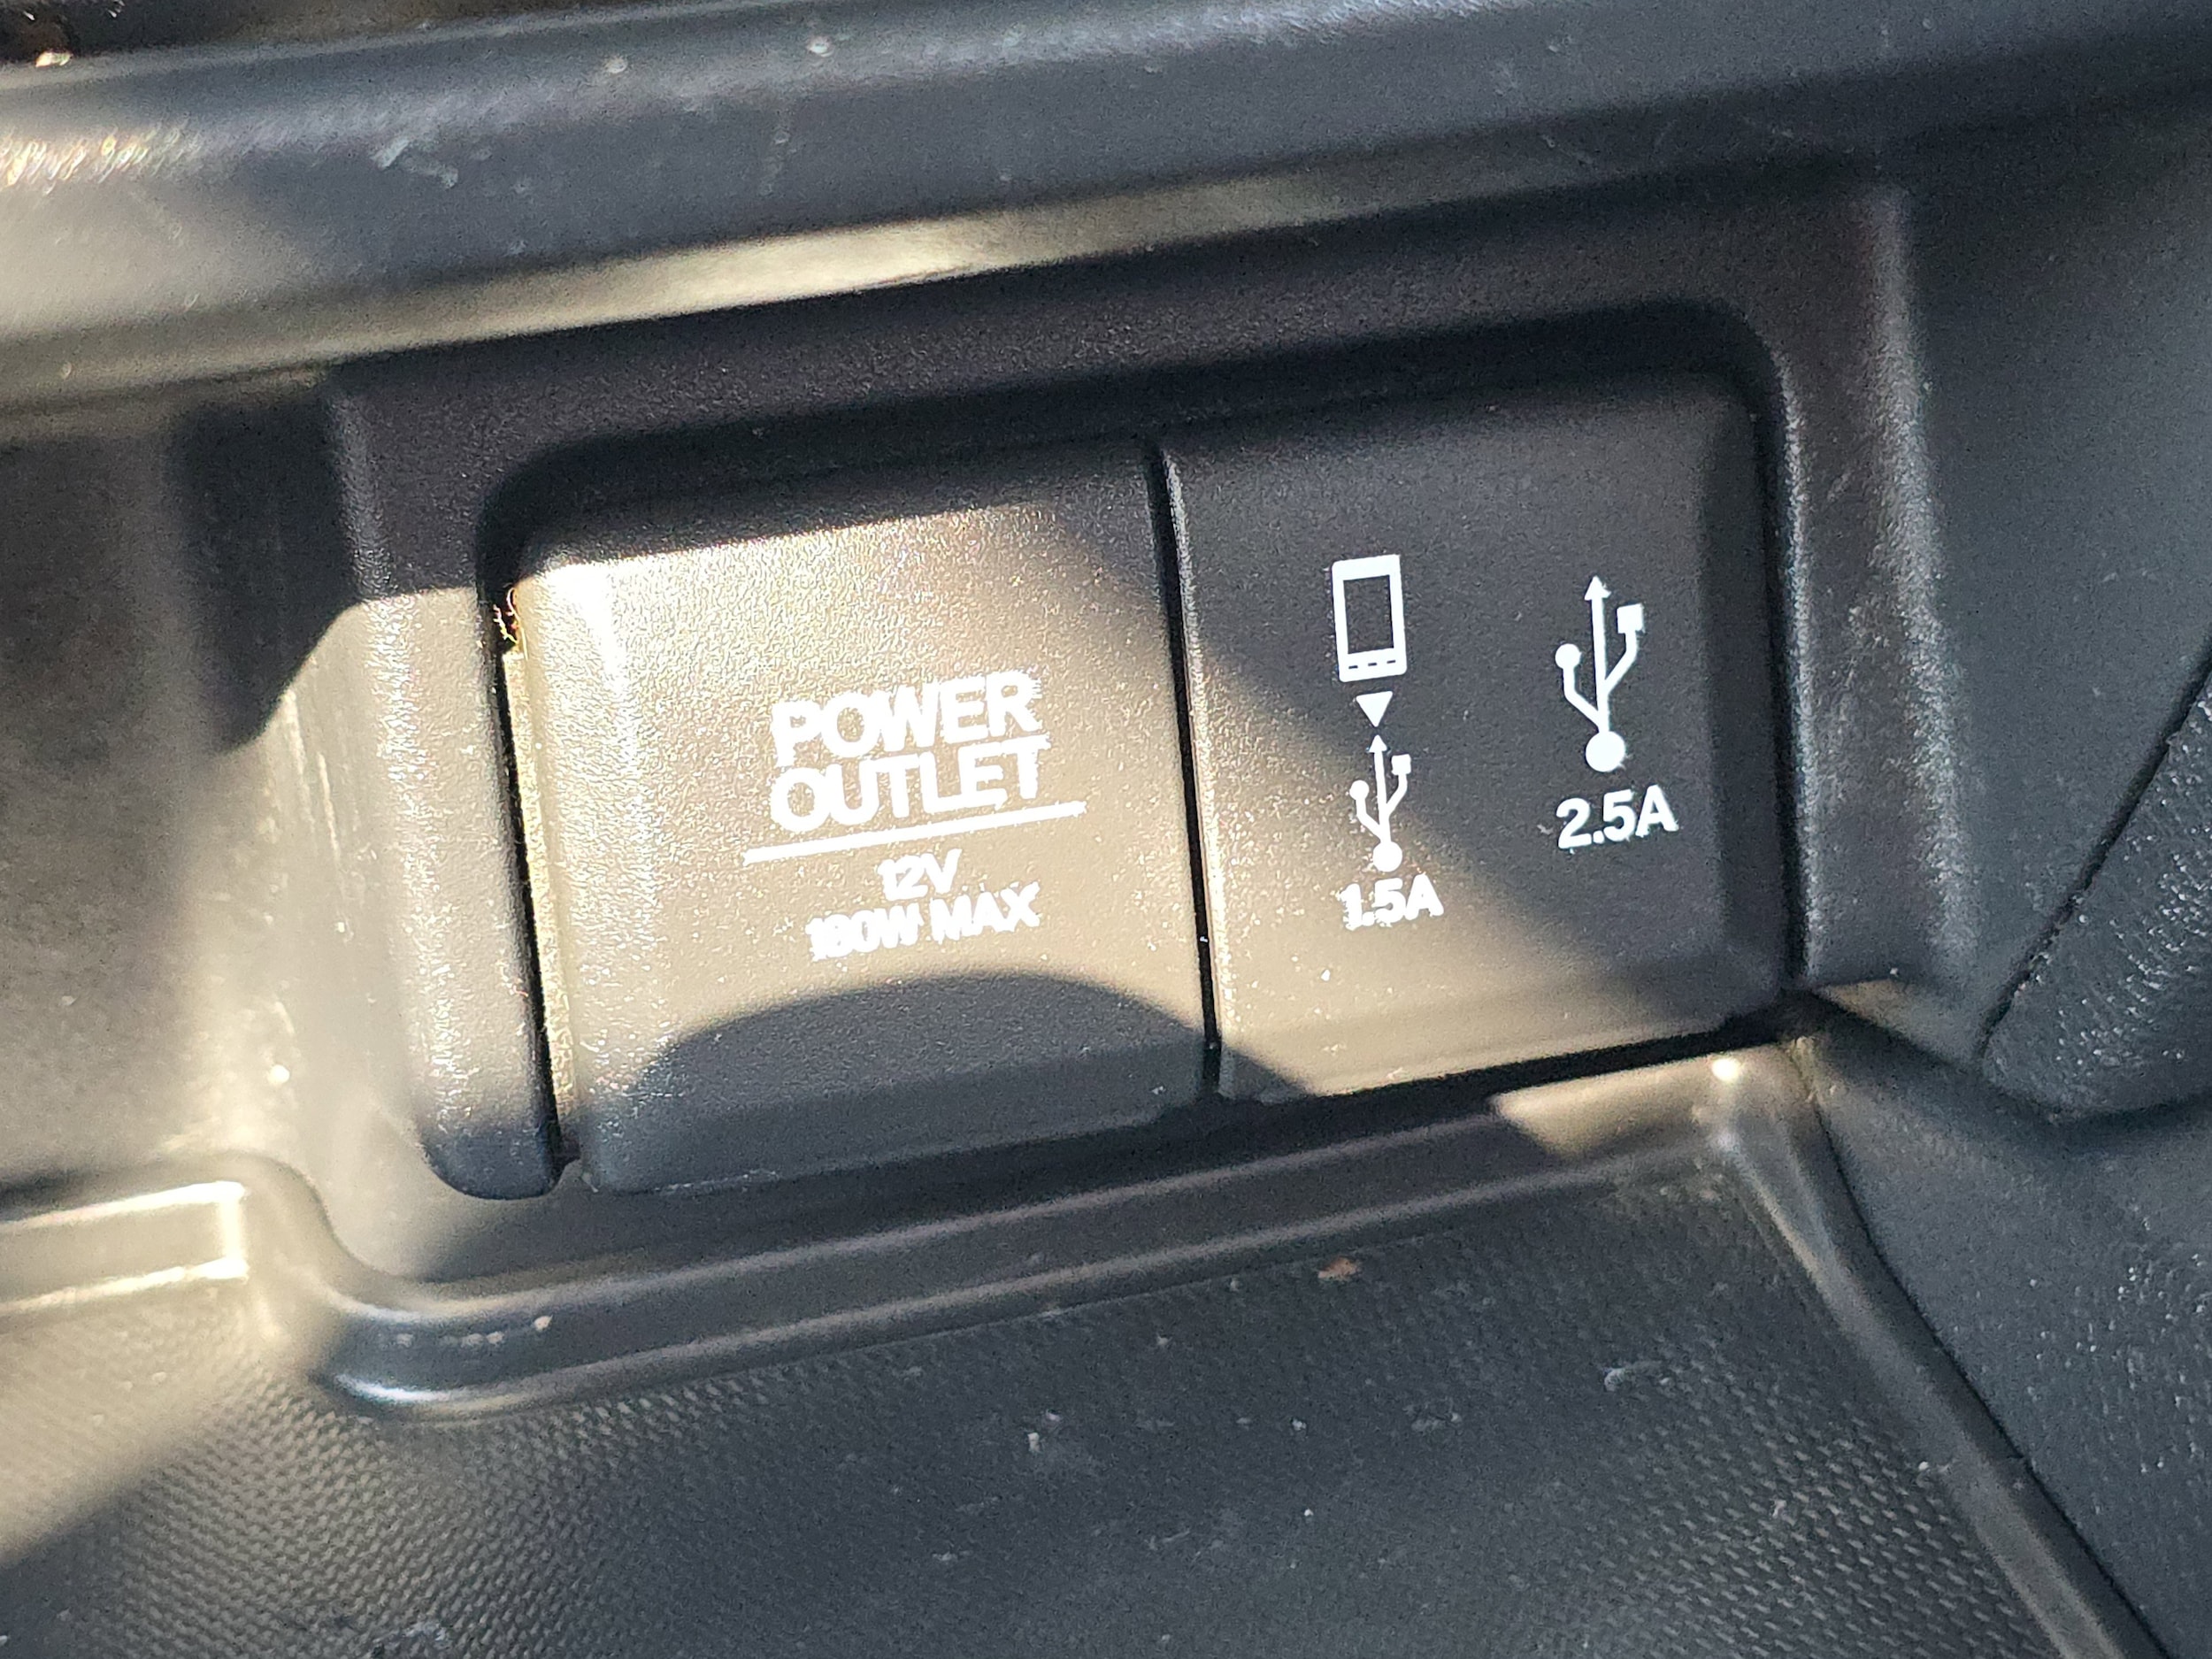 POWER
OUTLET
12V
180W MAX
1.5A
2.5A